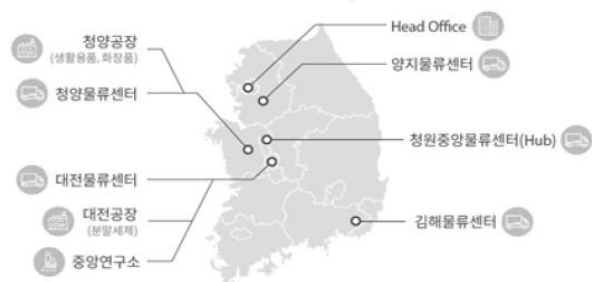 청양공장
(생활용품, 화장품)
청양물류센터
대전물류센터
대전공장
(분말세제)
중앙연구소
Head Office
양지물류센터
청원중앙물류센터(Hub)
김해물류센터